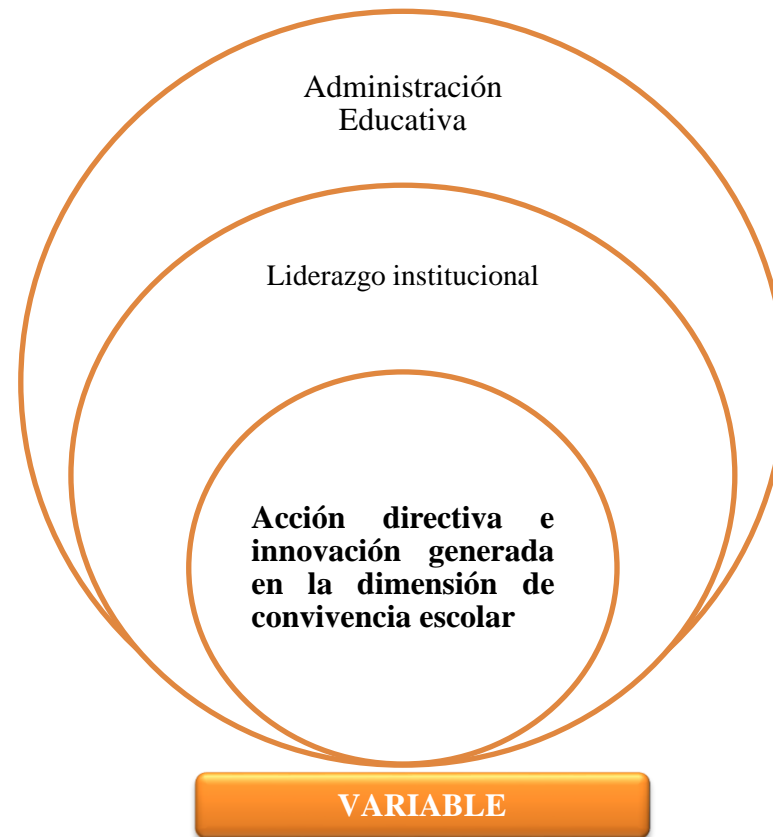 Administración
Educativa
Liderazgo institucional
Acción directiva e
innovación generada
en la dimensión de
convivencia escolar
VARIABLE